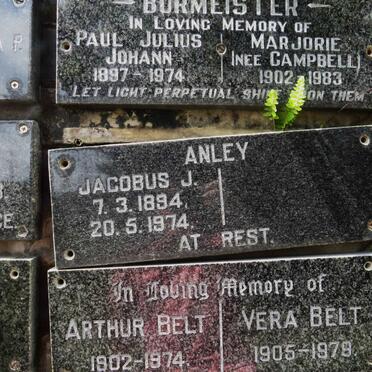 BURMEISTER
IN LOVING MEMORY OF
PAUL JULIUS JOHANN
1897 - 1974
MARJORIE
(NEE CAMPBELL)
1902 - 1983
LET LIGHT PERPETUAL SHINE ON THEM
ANLEY
JACOBUS J.
7.3.1894.
20.5.1974.
AT REST.
In Loving Memory of
ARTHUR BELT
1902-1974.
VERA BELT
1905-1979.